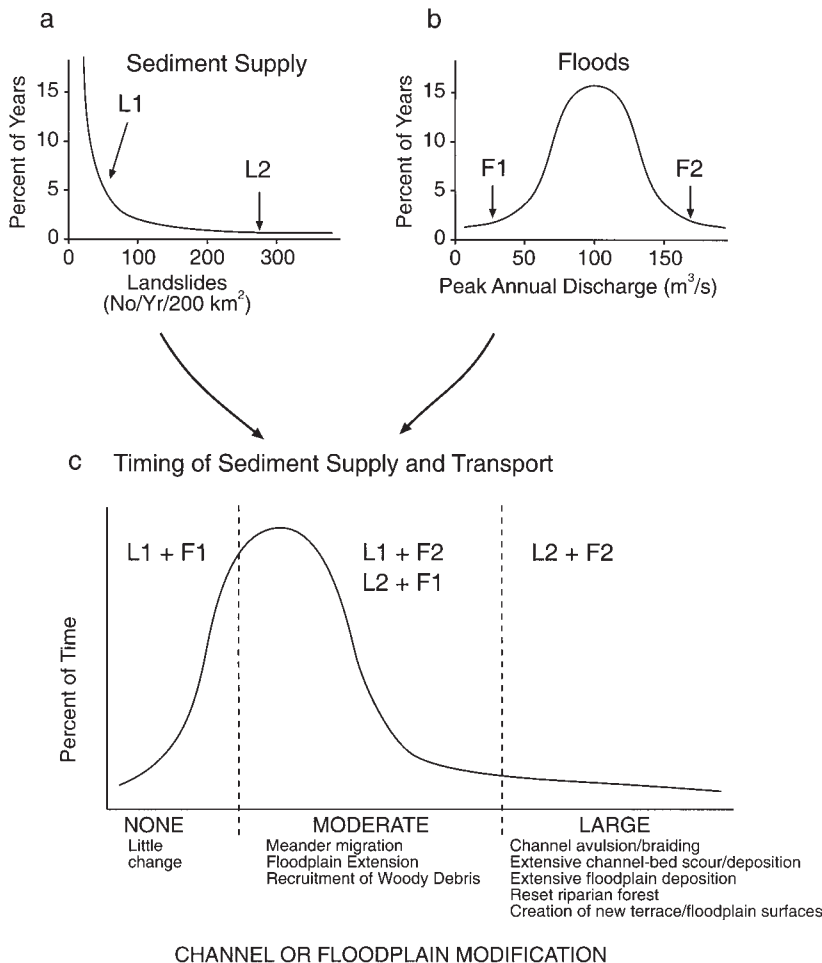 a
Sediment Supply
Percent of Years
15
10
5
0
L1
L2
0 100 200 300
Landslides
(No/Yr/200 km²)
b
Floods
Percent of Years
15
10
5
0
F1
F2
0 50 100 150
Peak Annual Discharge (m³/s)
c Timing of Sediment Supply and Transport
Percent of Time
L1 + F1
L1 + F2
L2 + F1
L2 + F2
NONE
Little
change
MODERATE
Meander migration
Floodplain Extension
Recruitment of Woody Debris
LARGE
Channel avulsion/braiding
Extensive channel-bed scour/deposition
Extensive floodplain deposition
Reset riparian forest
Creation of new terrace/floodplain surfaces
CHANNEL OR FLOODPLAIN MODIFICATION